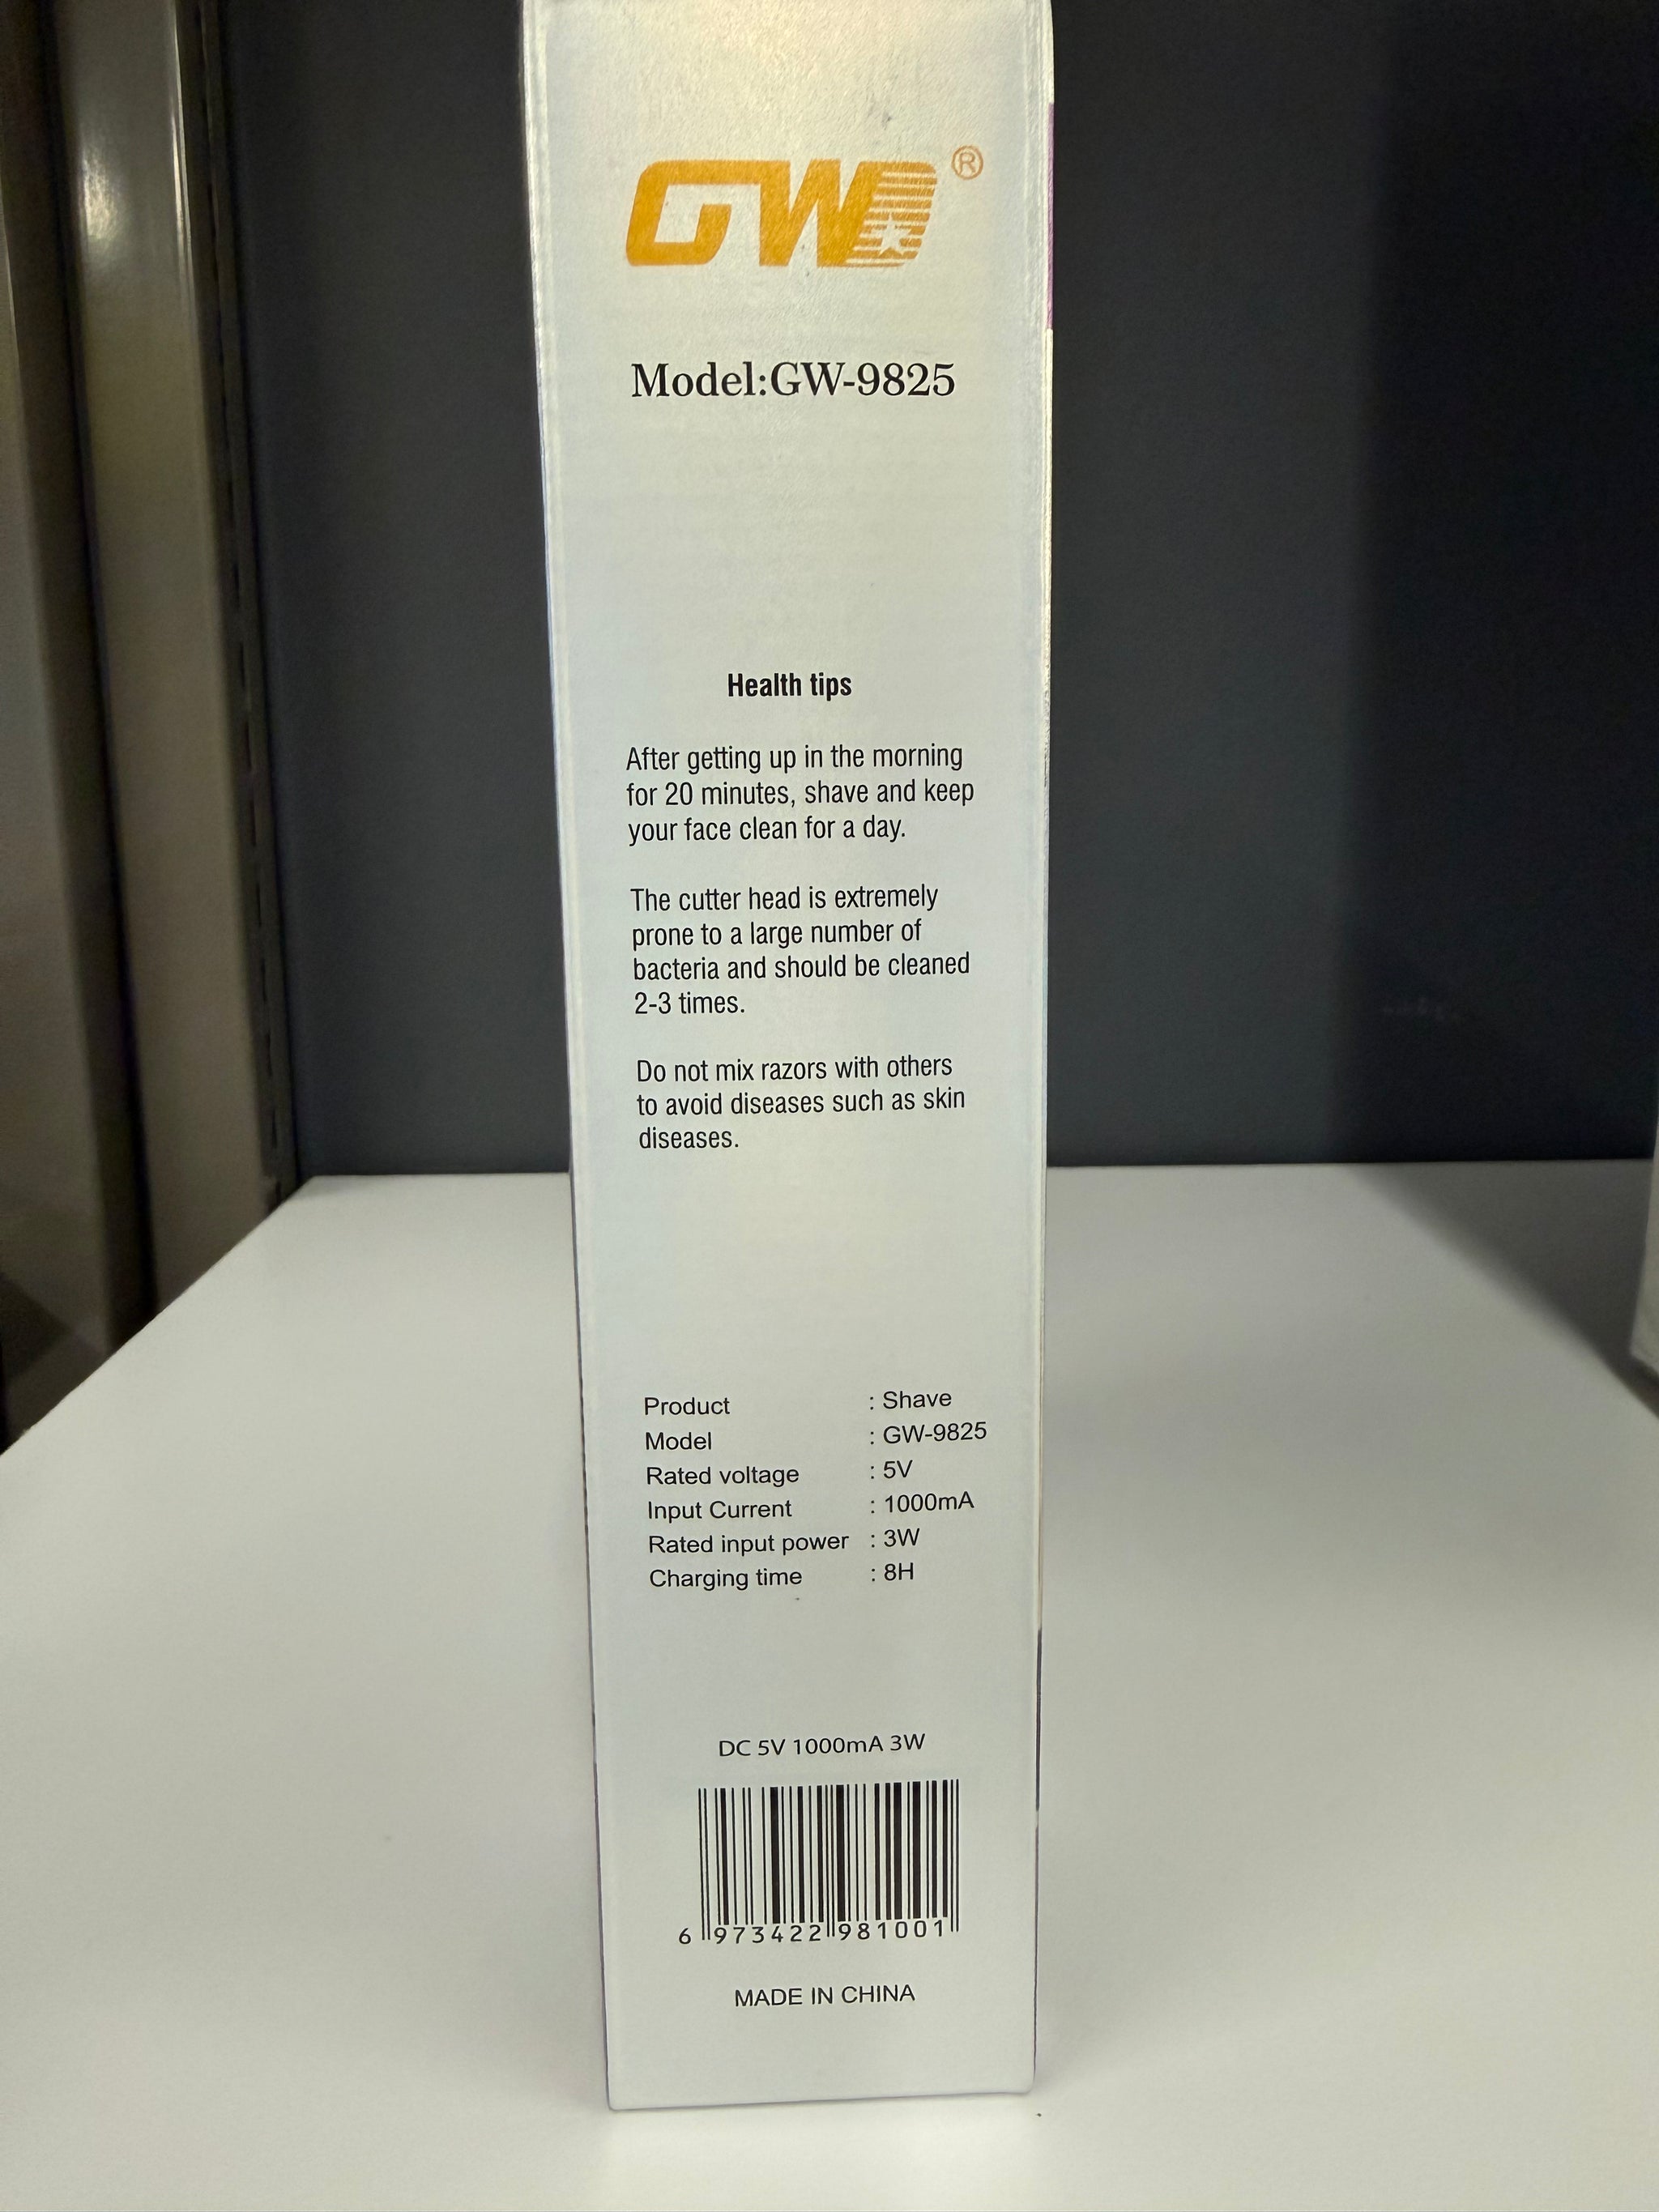 GW ®
Model:GW-9825
Health tips
After getting up in the morning
for 20 minutes, shave and keep
your face clean for a day.
The cutter head is extremely
prone to a large number of
bacteria and should be cleaned
2-3 times.
Do not mix razors with others
to avoid diseases such as skin
diseases.
Product : Shave
Model : GW-9825
Rated voltage : 5V
Input Current : 1000mA
Rated input power : 3W
Charging time : 8H
DC 5V 1000mA 3W
6 973422 981001
MADE IN CHINA